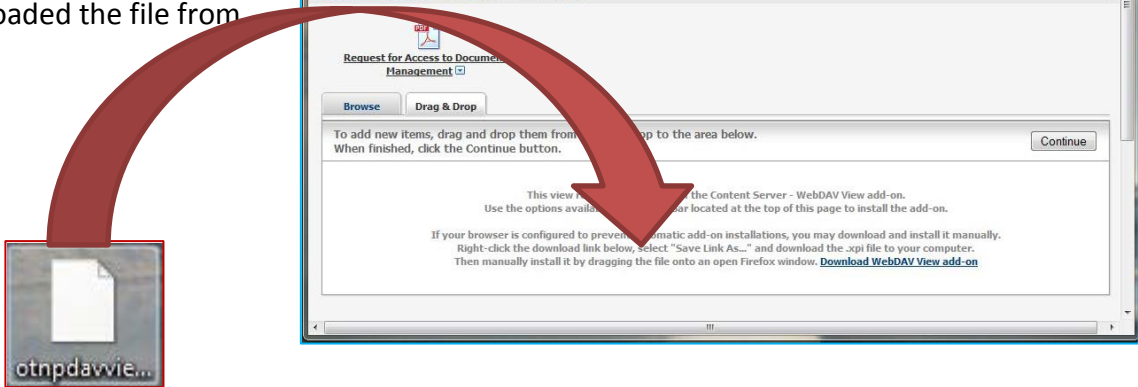 oaded the file from
PDF
Request for Access to Documen
Management
Browse
Drag & Drop
To add new items, drag and drop them from op to the area below.
When finished, click the Continue button.
Continue
This view the Content Server - WebDAV View add-on.
Use the options availa ar located at the top of this page to install the add-on.
If your browser is configured to preven omatic add-on installations, you may download and install it manually.
Right-click the download link below, select "Save Link As..." and download the .xpi file to your computer.
Then manually install it by dragging the file onto an open Firefox window. Download WebDAV View add-on
otnpdavvie...